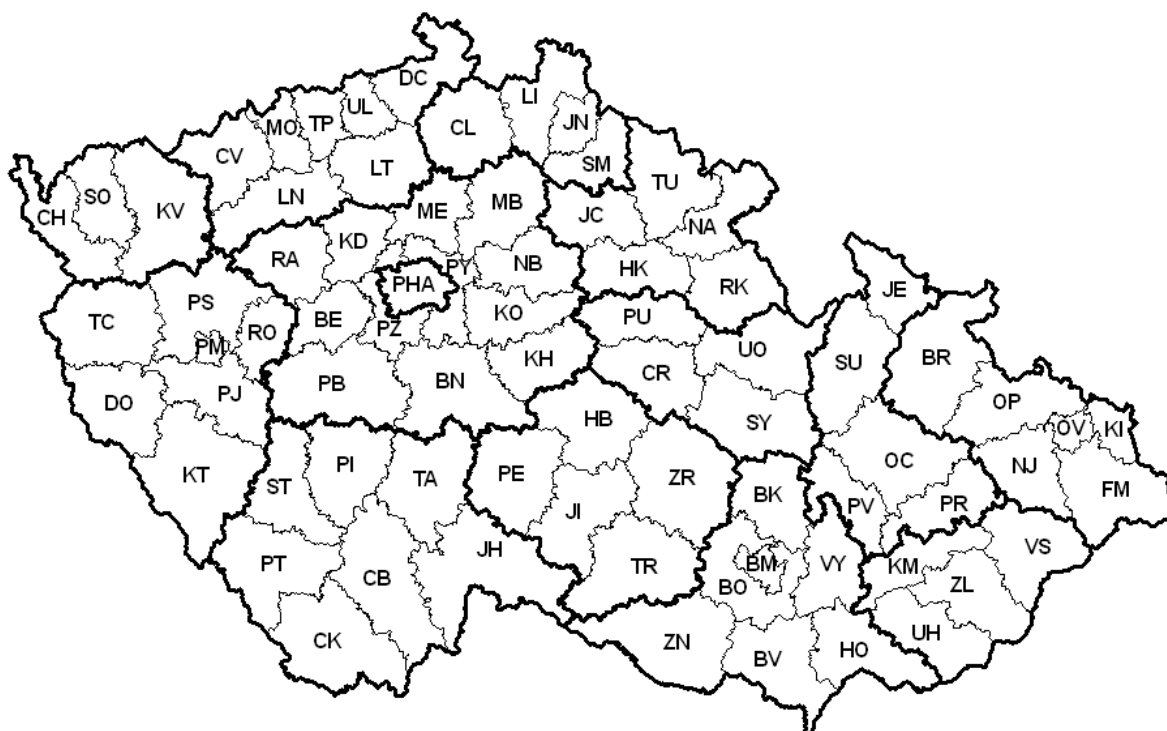 DC
LI
UL
MO
TP
JN
CL
CV
LT
SM
SO
LN
TU
CH
KV
ME
MB
JC
NA
KD
RA
PY
NB
HK
PHA
RK
JE
PS
TC
RO
BE
PZ
KO
PU
PM
UO
BR
KH
SU
PB
BN
CR
PJ
DO
OP
SY
HB
OV
KI
OC
NJ
KT
ST
PI
TA
PE
ZR
BK
FM
JI
PV
PR
JH
VS
PT
CB
TR
BM
VY
KM
BO
ZL
CK
ZN
BV
HO
UH